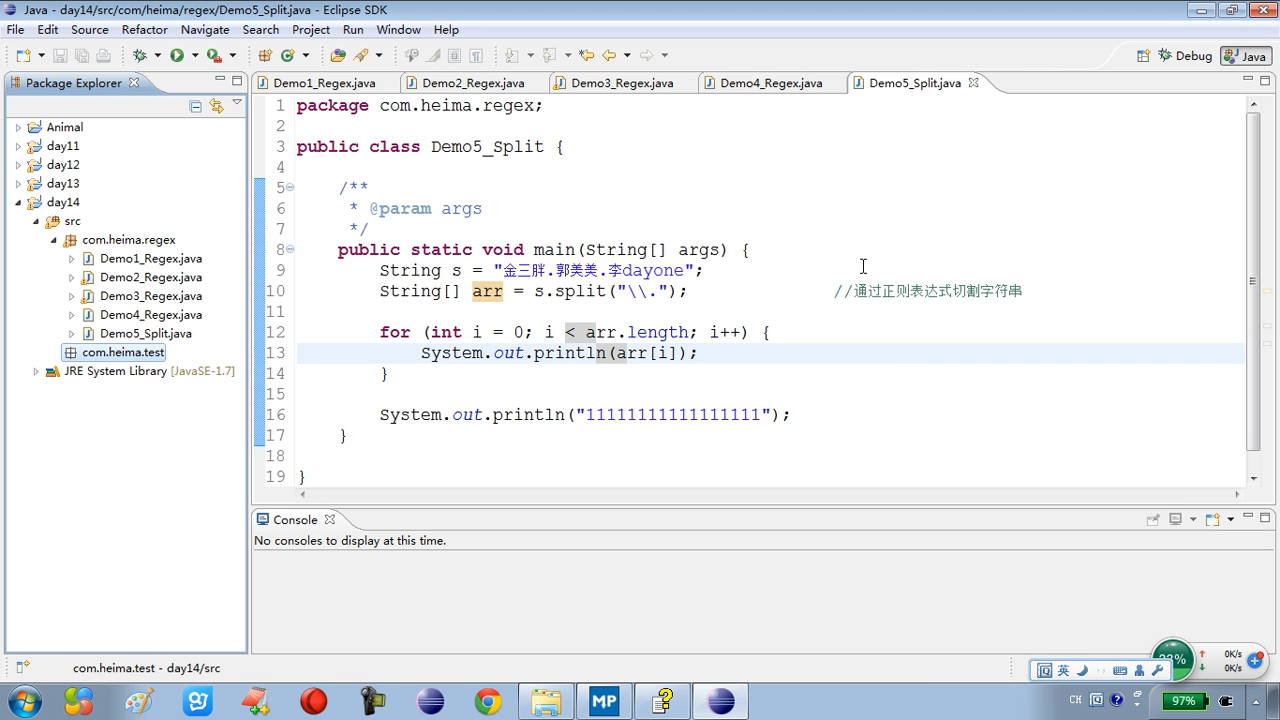 Java - day14/src/com/heima/regex/Demo5_Split.java - Eclipse SDK
File Edit Source Refactor Navigate Search Project Run Window Help
Debug Java
Package Explorer
Animal
day11
day12
day13
day14
src
com.heima.regex
Demo1_Regex.java
Demo2_Regex.java
Demo3_Regex.java
Demo4_Regex.java
Demo5_Split.java
com.heima.test
JRE System Library [JavaSE-1.7]
Demo1_Regex.java Demo2_Regex.java Demo3_Regex.java Demo4_Regex.java Demo5_Split.java
1 package com.heima.regex;
2
3 public class Demo5_Split {
4
5 /**
6 * @param args
7 */
8 public static void main(String[] args) {
9 String s = "金三胖.郭美美.李dayone";
10 String[] arr = s.split("\\."); //通过正则表达式切割字符串
11
12 for (int i = 0; i < arr.length; i++) {
13 System.out.println(arr[i]);
14 }
15
16 System.out.println("11111111111111111");
17 }
18
19 }
Console
No consoles to display at this time.
com.heima.test - day14/src
英
0K/s
0K/s
MP
CH
97%